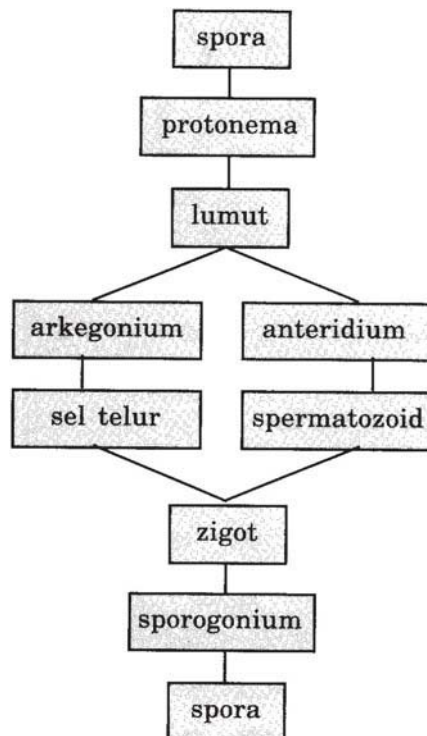 spora
protonema
lumut
arkegonium
anteridium
sel telur
spermatozoid
zigot
sporogonium
spora